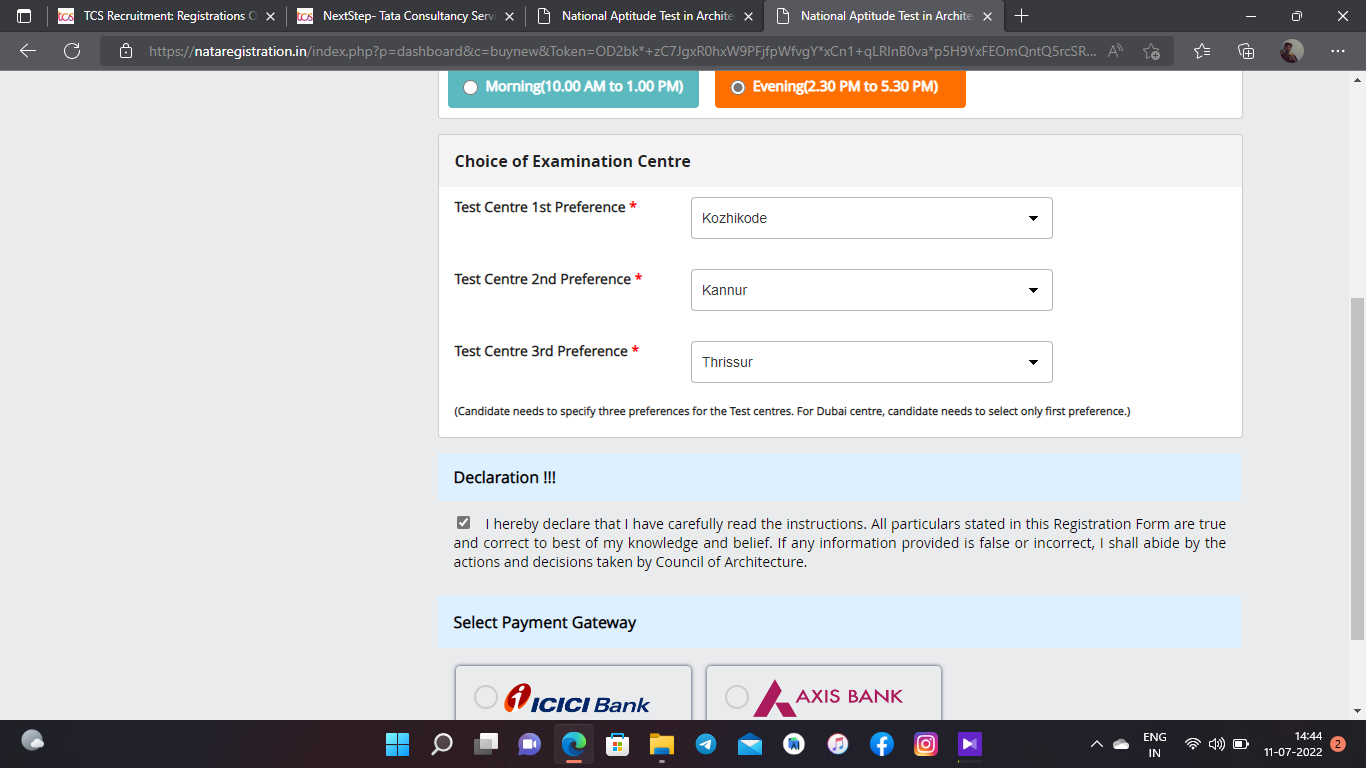 TCS Recruitment: Registrations
NextStep- Tata Consultancy Serv
National Aptitude Test in Archite
National Aptitude Test in Archite
https://nataregistration.in/index.php?p=dashboard&c=buynew&Token=OD2bk*+zC7JgxR0hxW9PFjfpWfvgY*xCn1+qLRInB0va*p5H9YxFEOmQntQ5rcSR...
Morning(10.00 AM to 1.00 PM)
Evening(2.30 PM to 5.30 PM)
Choice of Examination Centre
Test Centre 1st Preference *
Kozhikode
Test Centre 2nd Preference *
Kannur
Test Centre 3rd Preference *
Thrissur
(Candidate needs to specify three preferences for the Test centres. For Dubai centre, candidate needs to select only first preference.)
Declaration !!!
I hereby declare that I have carefully read the instructions. All particulars stated in this Registration Form are true
and correct to best of my knowledge and belief. If any information provided is false or incorrect, I shall abide by the
actions and decisions taken by Council of Architecture.
Select Payment Gateway
ICICI Bank
AXIS BANK
ENG
IN
14:44
11-07-2022
2